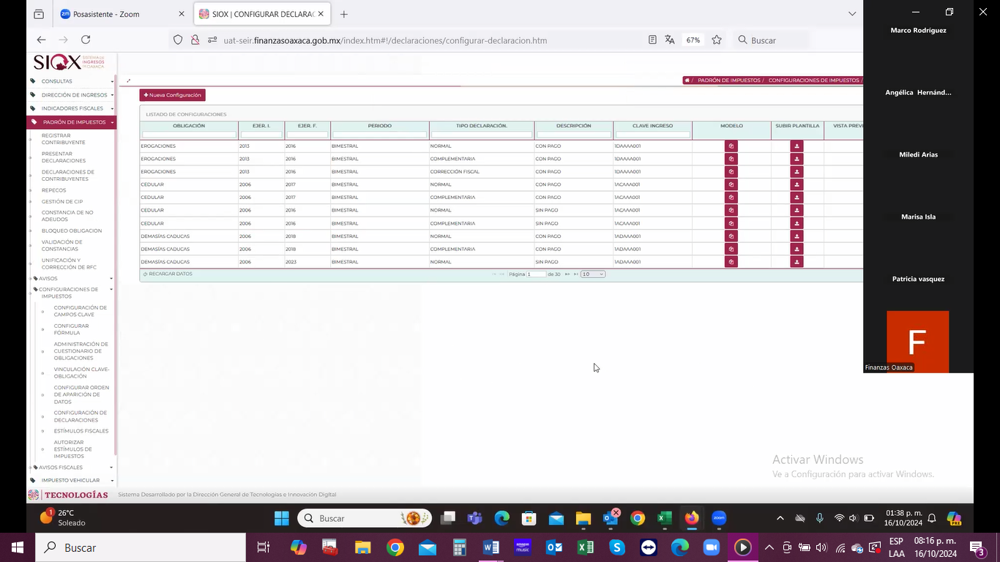 Posasistente - Zoom
SIOX | CONFIGURAR DECLARAC
uat-seir.finanzasoaxaca.gob.mx/index.htm#!/declaraciones/configurar-declaracion.htm
67%
Buscar
SIOX SISTEMA DE INGRESOS DE OAXACA
CONSULTAS
DIRECCIÓN DE INGRESOS
INDICADORES FISCALES
PADRÓN DE IMPUESTOS
REGISTRAR
CONTRIBUYENTE
PRESENTAR
DECLARACIONES
DECLARACIONES DE
CONTRIBUYENTES
REPECOS
GESTIÓN DE CIP
CONSTANCIA DE NO
ADEUDOS
BLOQUEO OBLIGACION
VALIDACIÓN DE
CONSTANCIAS
UNIFICACIÓN Y
CORRECCIÓN DE RFC
AVISOS
CONFIGURACIONES DE
IMPUESTOS
CONFIGURACIÓN DE
CAMPOS CLAVE
CONFIGURAR
FÓRMULA
ADMINISTRACIÓN DE
CUESTIONARIO DE
OBLIGACIONES
VINCULACION CLAVE-
OBLIGACIÓN
CONFIGURAR ORDEN
DE APARICIÓN DE
DATOS
CONFIGURACIÓN DE
DECLARACIONES
ESTÍMULOS FISCALES
AUTORIZAR
ESTÍMULOS DE
IMPUESTOS
AVISOS FISCALES
IMPUESTO VEHICULAR
/ PADRÓN DE IMPUESTOS / CONFIGURACIONES DE IMPUESTOS /
+ Nueva Configuración
LISTADO DE CONFIGURACIONES
OBLIGACIÓN EJER. I. EJER. F. PERIODO TIPO DECLARACIÓN. DESCRIPCIÓN CLAVE INGRESO MODELO SUBIR PLANTILLA VISTA PREVI
EROGACIONES 2013 2016 BIMESTRAL NORMAL CON PAGO 1DAAAA001
EROGACIONES 2013 2016 BIMESTRAL COMPLEMENTARIA CON PAGO 1DAAAA001
EROGACIONES 2013 2016 BIMESTRAL CORRECCIÓN FISCAL CON PAGO 1DAAAA001
CEDULAR 2006 2017 BIMESTRAL NORMAL CON PAGO 1ACAAA001
CEDULAR 2006 2017 BIMESTRAL COMPLEMENTARIA CON PAGO 1ACAAA001
CEDULAR 2006 2016 BIMESTRAL NORMAL SIN PAGO 1ACAAA001
CEDULAR 2006 2016 BIMESTRAL COMPLEMENTARIA SIN PAGO 1ACAAA001
DEMASÍAS CADUCAS 2006 2018 BIMESTRAL NORMAL CON PAGO 1ADAAA001
DEMASÍAS CADUCAS 2006 2018 BIMESTRAL COMPLEMENTARIA CON PAGO 1ADAAA001
DEMASÍAS CADUCAS 2006 2023 BIMESTRAL NORMAL SIN PAGO 1ADAAA001
RECARGAR DATOS Página 1 de 30 10
Marco Rodríguez
Angélica Hernánd...
Miledi Arias
Marisa Isla
Patricia vasquez
F
Finanzas Oaxaca
Activar Windows
Ve a Configuración para activar Windows.
TECNOLOGÍAS Sistema Desarrollado por la Dirección General de Tecnologías e Innovación Digital
1
26°C
Soleado
Buscar
zoom
01:38 p. m.
16/10/2024
PRE
Buscar
amazon music
ESP
LAA
08:16 p. m.
16/10/2024
3